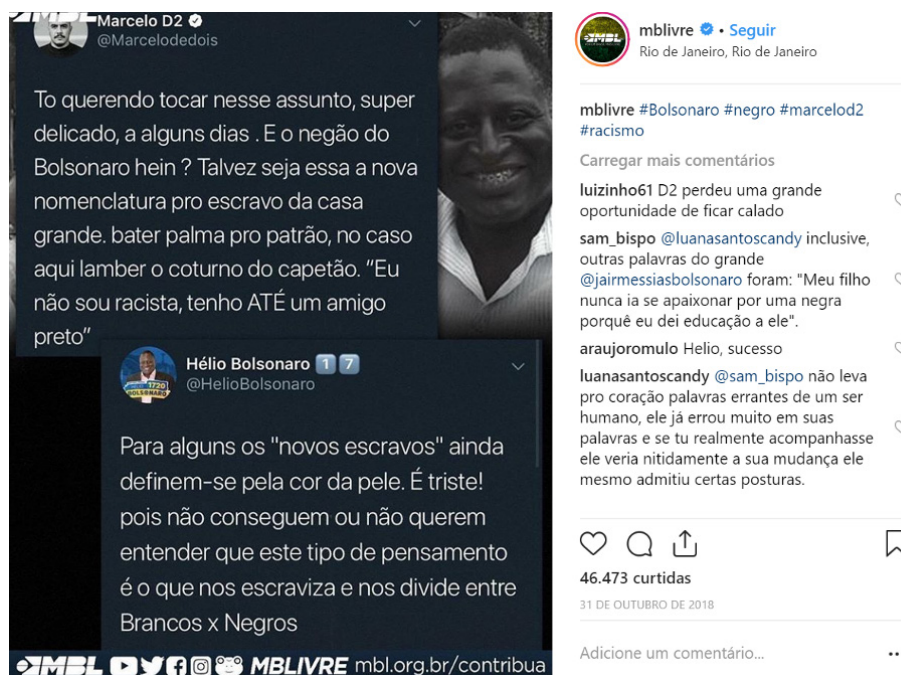 Marcelo D2
@Marcelodedois
To querendo tocar nesse assunto, super
delicado, a alguns dias . E o negão do
Bolsonaro hein ? Talvez seja essa a nova
nomenclatura pro escravo da casa
grande. bater palma pro patrão, no caso
aqui lamber o coturno do capetão. “Eu
não sou racista, tenho ATÉ um amigo
preto”
Hélio Bolsonaro 1 7
@HelioBolsonaro
1720
BOLSONARO
Para alguns os "novos escravos" ainda
definem-se pela cor da pele. É triste!
pois não conseguem ou não querem
entender que este tipo de pensamento
é o que nos escraviza e nos divide entre
Brancos x Negros
MBL MBLIVRE mbl.org.br/contribua
MBL
mblivre • Seguir
Rio de Janeiro, Rio de Janeiro
mblivre #Bolsonaro #negro #marcelod2
#racismo
Carregar mais comentários
luizinho61 D2 perdeu uma grande
oportunidade de ficar calado
sam_bispo @luanasantoscandy inclusive,
outras palavras do grande
@jairmessiasbolsonaro foram: "Meu filho
nunca ia se apaixonar por uma negra
porquê eu dei educação a ele".
araujoromulo Helio, sucesso
luanasantoscandy @sam_bispo não leva
pro coração palavras errantes de um ser
humano, ele já errou muito em suas
palavras e se tu realmente acompanhasse
ele veria nitidamente a sua mudança ele
mesmo admitiu certas posturas.
46.473 curtidas
31 DE OUTUBRO DE 2018
Adicione um comentário...